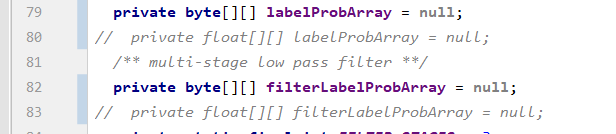 79 private byte[][] labelProbArray = null;
80 // private float[][] labelProbArray = null;
81 /** multi-stage low pass filter **/
82 private byte[][] filterLabelProbArray = null;
83 // private float[][] filterLabelProbArray = null;